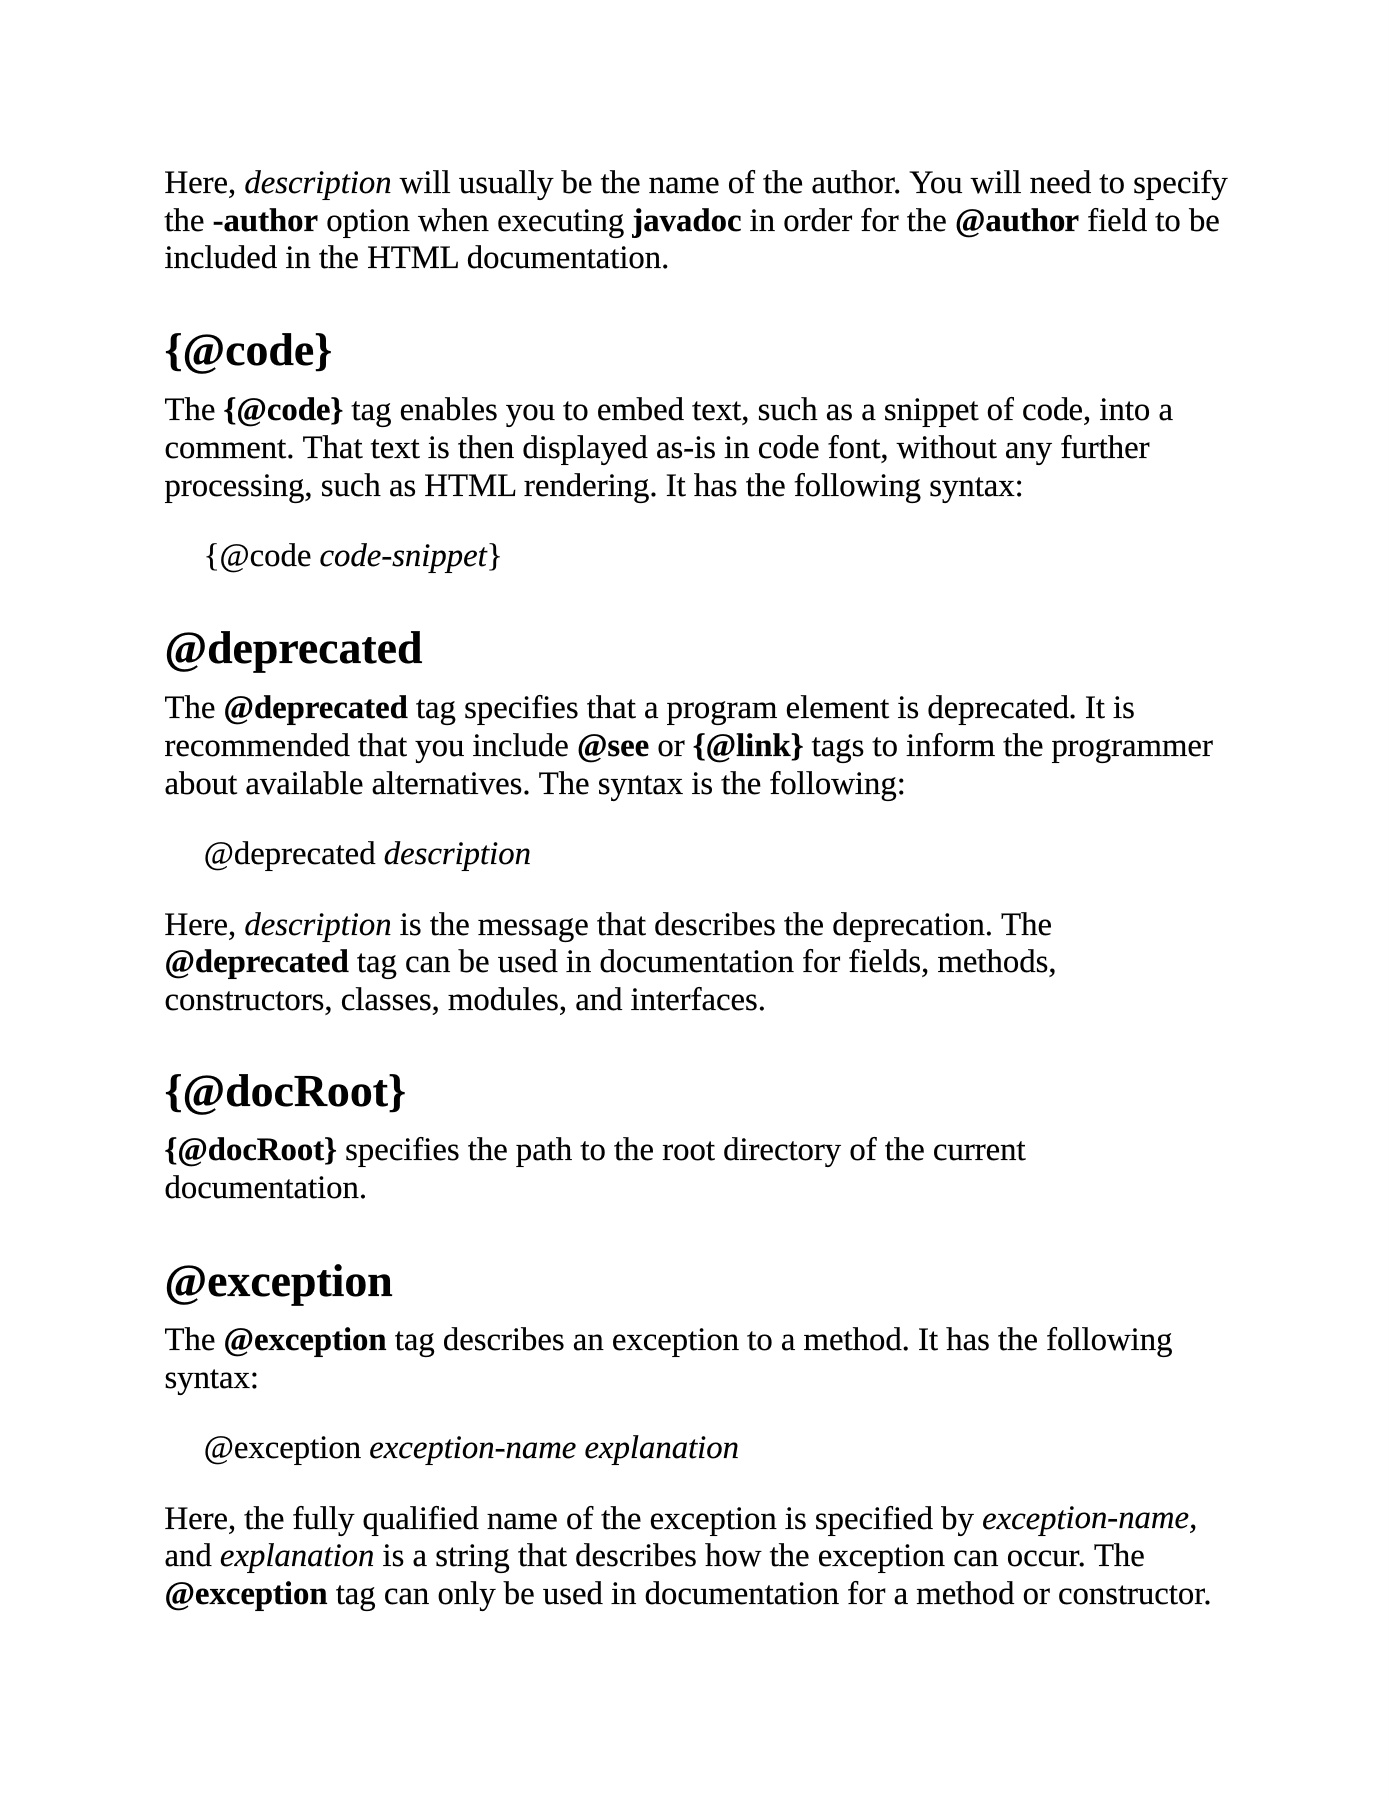 Here, description will usually be the name of the author. You will need to specify
the -author option when executing javadoc in order for the @author field to be
included in the HTML documentation.
{@code}
The {@code} tag enables you to embed text, such as a snippet of code, into a
comment. That text is then displayed as-is in code font, without any further
processing, such as HTML rendering. It has the following syntax:
{@code code-snippet}
@deprecated
The @deprecated tag specifies that a program element is deprecated. It is
recommended that you include @see or {@link} tags to inform the programmer
about available alternatives. The syntax is the following:
@deprecated description
Here, description is the message that describes the deprecation. The
@deprecated tag can be used in documentation for fields, methods,
constructors, classes, modules, and interfaces.
{@docRoot}
{@docRoot} specifies the path to the root directory of the current
documentation.
@exception
The @exception tag describes an exception to a method. It has the following
syntax:
@exception exception-name explanation
Here, the fully qualified name of the exception is specified by exception-name,
and explanation is a string that describes how the exception can occur. The
@exception tag can only be used in documentation for a method or constructor.